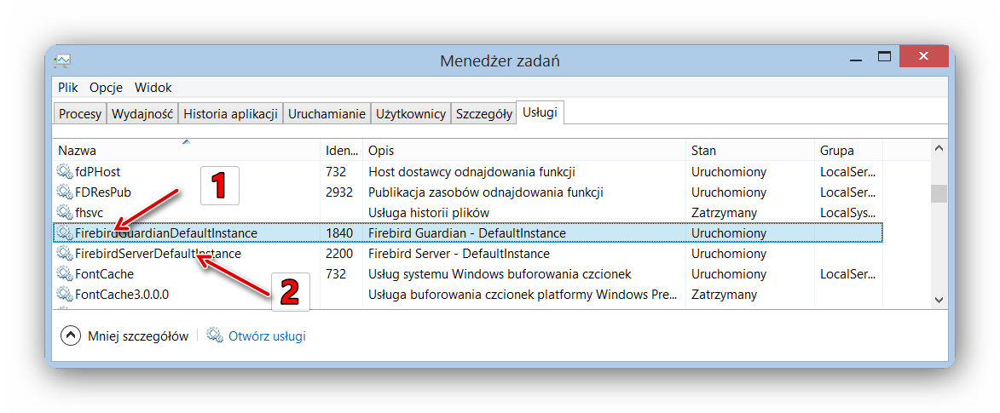 Menedżer zadań
Plik Opcje Widok
Procesy Wydajność Historia aplikacji Uruchamianie Użytkownicy Szczegóły Usługi
Nazwa Iden... Opis Stan Grupa
fdPHost 732 Host dostawcy odnajdowania funkcji Uruchomiony LocalSer...
1
FDResPub 2932 Publikacja zasobów odnajdowania funkcji Uruchomiony LocalSer...
fhsvc Usługa historii plików Zatrzymany LocalSys...
FirebirdGuardianDefaultInstance 1840 Firebird Guardian - DefaultInstance Uruchomiony
FirebirdServerDefaultInstance 2200 Firebird Server - DefaultInstance Uruchomiony
FontCache 732 Usług systemu Windows buforowania czcionek Uruchomiony LocalSer...
2
FontCache3.0.0.0 Usługa buforowania czcionek platformy Windows Pre... Zatrzymany
Mniej szczegółów Otwórz usługi